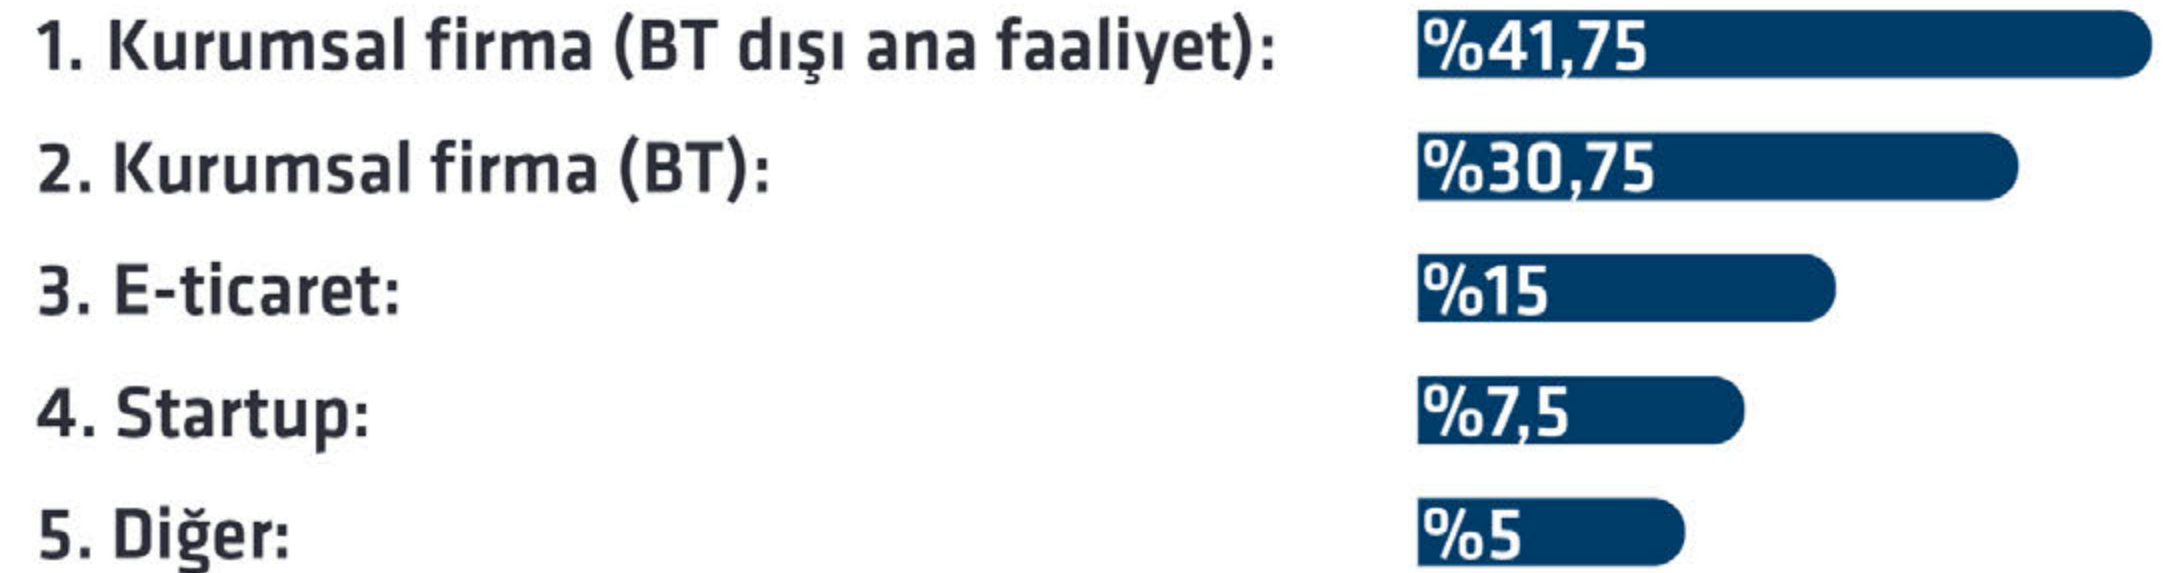 1. Kurumsal firma (BT dışı ana faaliyet): %41,75
2. Kurumsal firma (BT): %30,75
3. E-ticaret: %15
4. Startup: %7,5
5. Diğer: %5